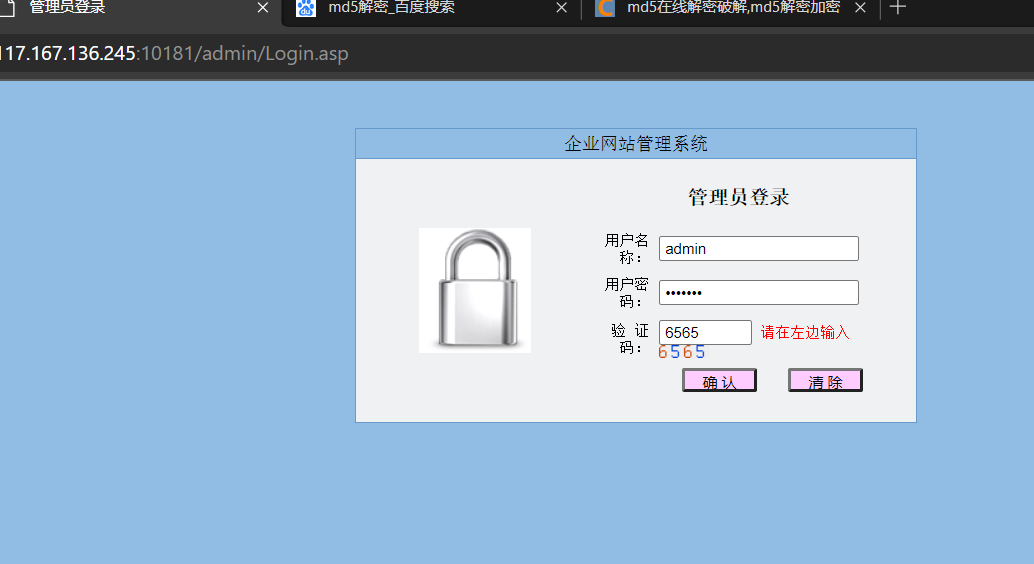 管理员登录
md5解密_百度搜索
md5在线解密破解,md5解密加密
117.167.136.245:10181/admin/Login.asp
企业网站管理系统
管理员登录
用户名
称：
admin
用户密
码：
•••••••
验 证
码：
6565
请在左边输入
6565
确 认
清 除